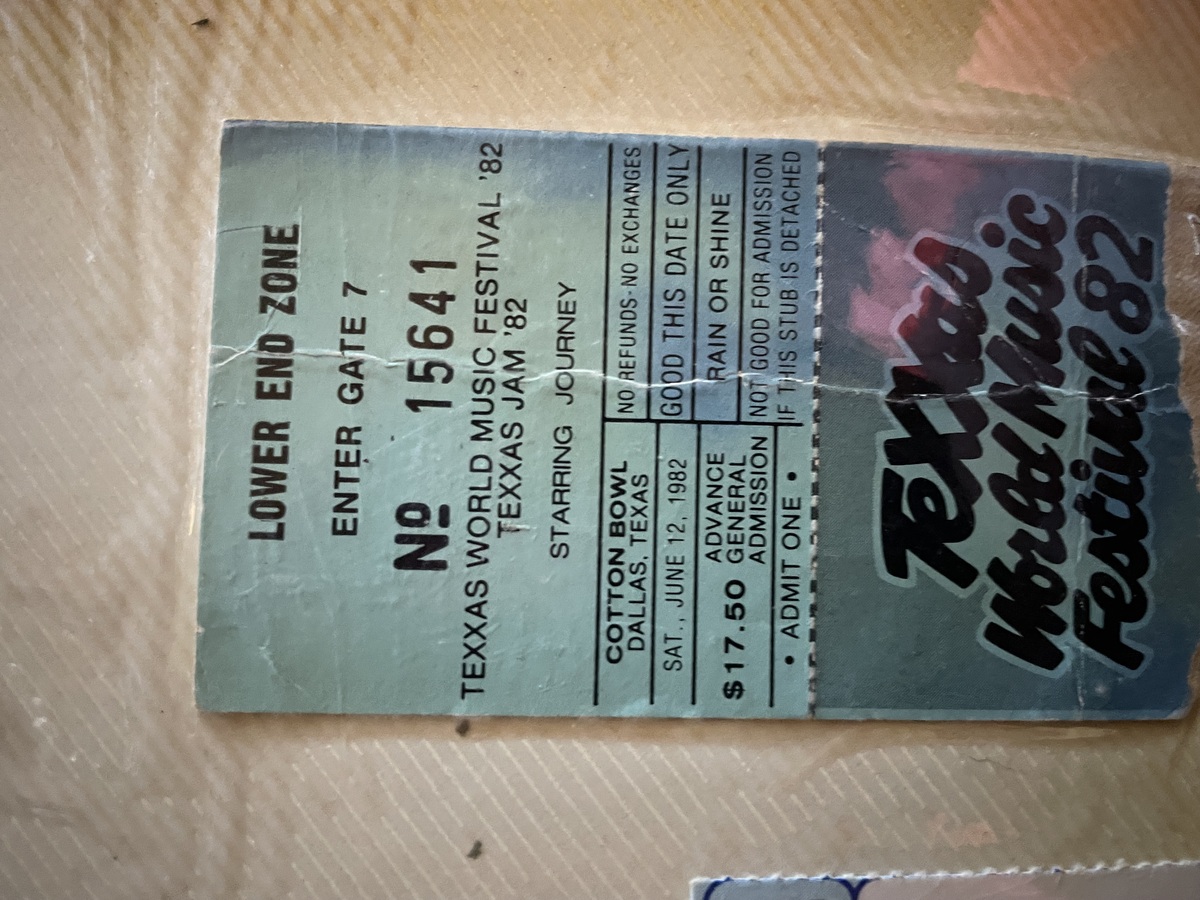 LOWER END ZONE
ENTER GATE 7
No 15641
TEXXAS WORLD MUSIC FESTIVAL '82
TEXXAS JAM '82
STARRING JOURNEY
COTTON BOWL
DALLAS, TEXAS
SAT., JUNE 12, 1982
$17.50 ADVANCE GENERAL ADMISSION
• ADMIT ONE •
NO REFUNDS-NO EXCHANGES
GOOD THIS DATE ONLY
RAIN OR SHINE
NOT GOOD FOR ADMISSION
IF THIS STUB IS DETACHED
Texxas
World Music
Festival 82